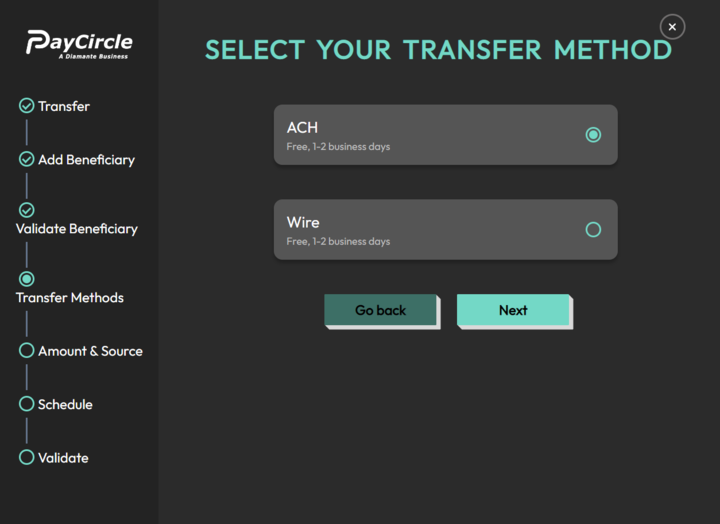 PayCircle
A Diamante Business
Transfer
Add Beneficiary
Validate Beneficiary
Transfer Methods
Amount & Source
Schedule
Validate
SELECT YOUR TRANSFER METHOD
ACH
Free, 1-2 business days
Wire
Free, 1-2 business days
Go back
Next